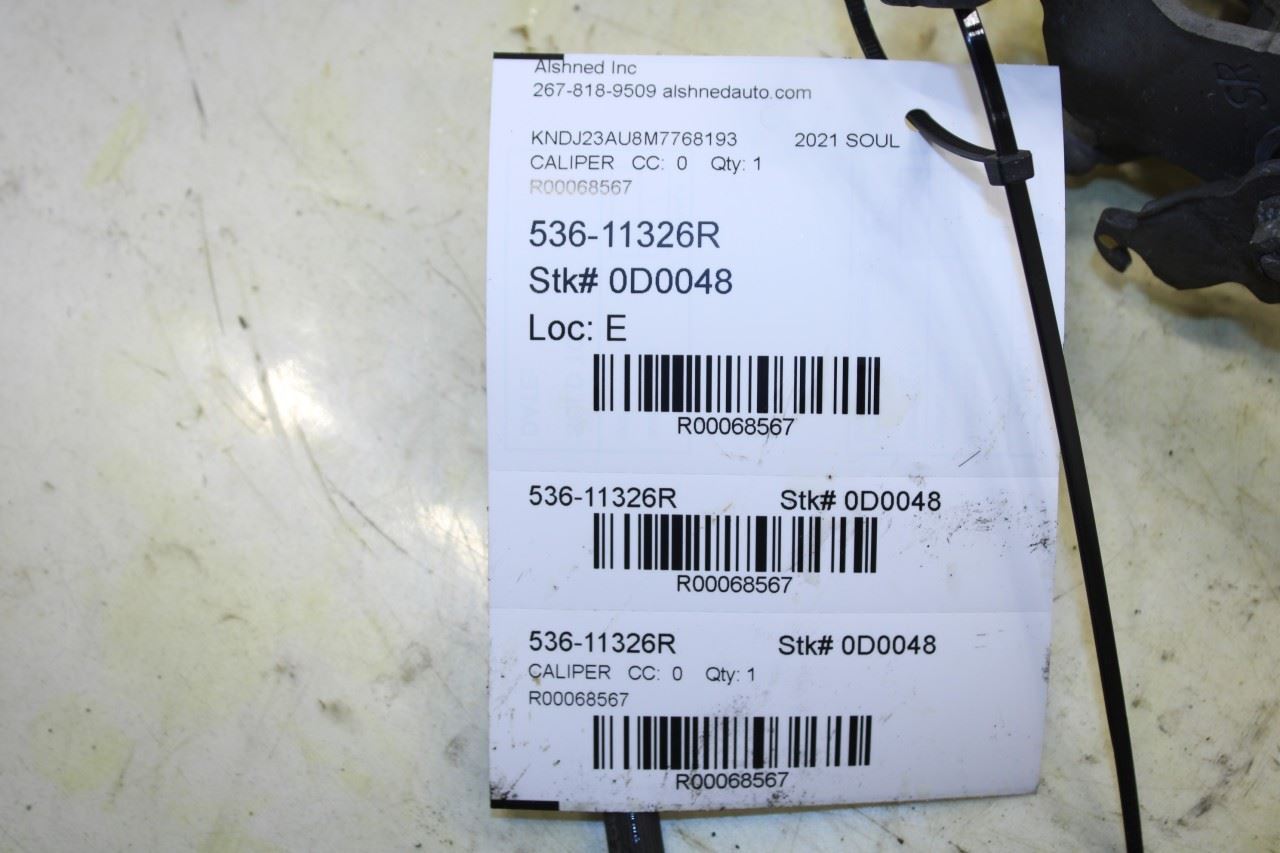 Alshned Inc
267-818-9509 alshnedauto.com
KNDJ23AU8M7768193 2021 SOUL
CALIPER CC: 0 Qty: 1
R00068567
536-11326R
Stk# 0D0048
Loc: E
R00068567
536-11326R Stk# 0D0048
R00068567
536-11326R Stk# 0D0048
CALIPER CC: 0 Qty: 1
R00068567
R00068567
SR